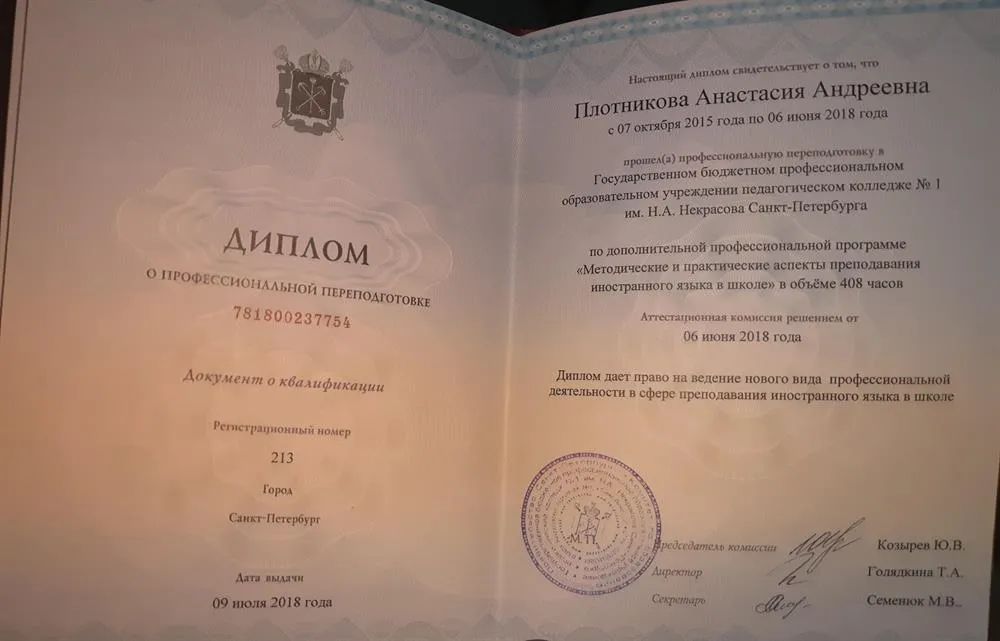 ДИПЛОМ
О ПРОФЕССИОНАЛЬНОЙ ПЕРЕПОДГОТОВКЕ
781800237754
Документ о квалификации
Регистрационный номер
213
Город
Санкт-Петербург
Дата выдачи
09 июля 2018 года
Настоящий диплом свидетельствует о том, что
Плотникова Анастасия Андреевна
с 07 октября 2015 года по 06 июня 2018 года
прошел(а) профессиональную переподготовку в
Государственном бюджетном профессиональном
образовательном учреждении педагогическом колледже № 1
им. Н.А. Некрасова Санкт-Петербурга
по дополнительной профессиональной программе
«Методические и практические аспекты преподавания
иностранного языка в школе» в объёме 408 часов
Аттестационная комиссия решением от
06 июня 2018 года
Диплом дает право на ведение нового вида профессиональной
деятельности в сфере преподавания иностранного языка в школе
М.П.
Председатель комиссии Козырев Ю.В.
Директор Голядкина Т.А.
Секретарь Семенюк М.В.